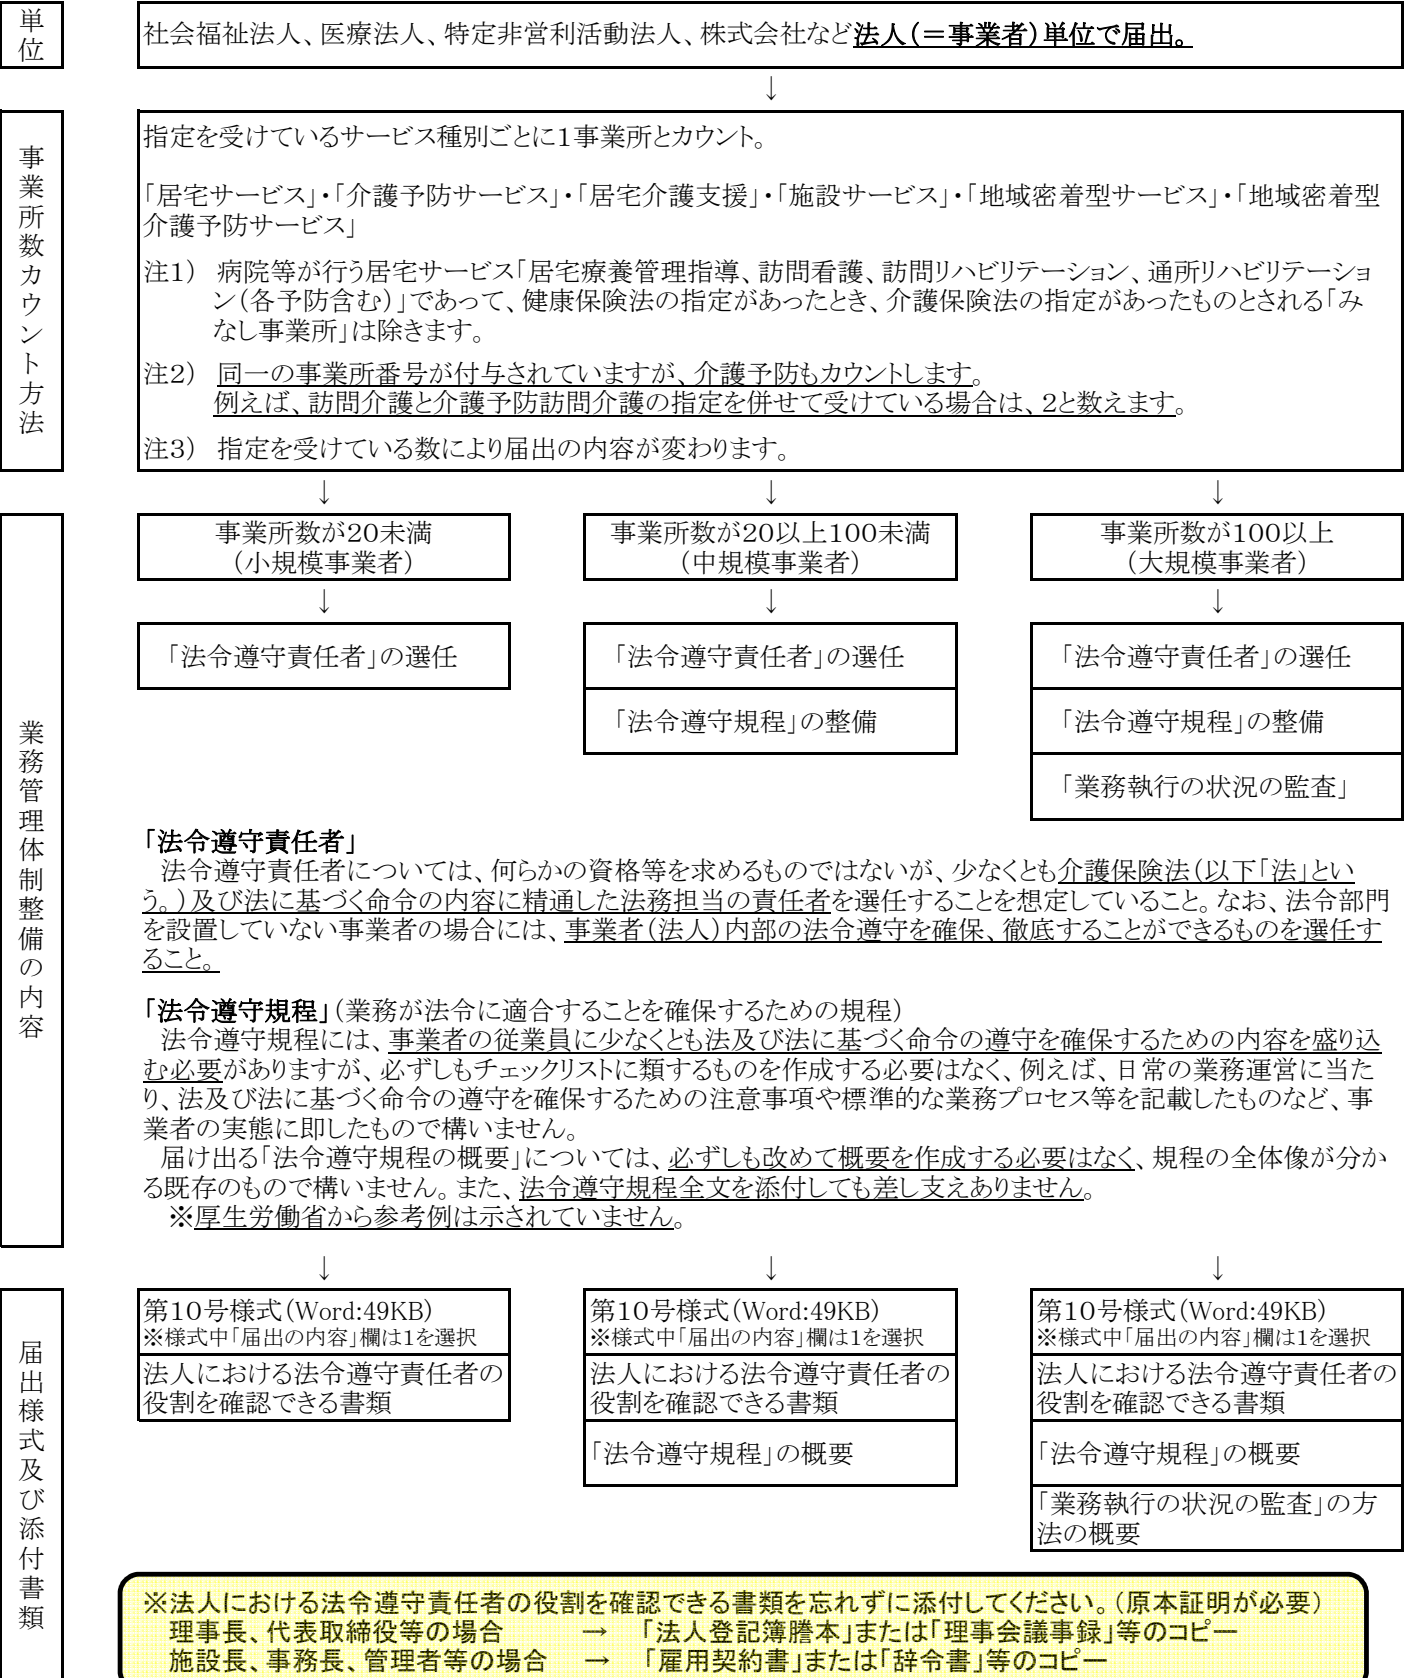 単位
社会福祉法人、医療法人、特定非営利活動法人、株式会社など法人(=事業者)単位で届出。
↓
事業所数カウント方法
指定を受けているサービス種別ごとに1事業所とカウント。
「居宅サービス」・「介護予防サービス」・「居宅介護支援」・「施設サービス」・「地域密着型サービス」・「地域密着型
介護予防サービス」
注1) 病院等が行う居宅サービス「居宅療養管理指導、訪問看護、訪問リハビリテーション、通所リハビリテーショ
ン(各予防含む)」であって、健康保険法の指定があったとき、介護保険法の指定があったものとされる「み
なし事業所」は除きます。
注2) 同一の事業所番号が付与されていますが、介護予防もカウントします。
例えば、訪問介護と介護予防訪問介護の指定を併せて受けている場合は、2と数えます。
注3) 指定を受けている数により届出の内容が変わります。
↓ ↓ ↓
業務管理体制整備の内容
事業所数が20未満
(小規模事業者)
事業所数が20以上100未満
(中規模事業者)
事業所数が100以上
(大規模事業者)
↓ ↓ ↓
「法令遵守責任者」の選任
「法令遵守責任者」の選任
「法令遵守規程」の整備
「法令遵守責任者」の選任
「法令遵守規程」の整備
「業務執行の状況の監査」
「法令遵守責任者」
法令遵守責任者については、何らかの資格等を求めるものではないが、少なくとも介護保険法(以下「法」とい
う。)及び法に基づく命令の内容に精通した法務担当の責任者を選任することを想定していること。なお、法令部門
を設置していない事業者の場合には、事業者(法人)内部の法令遵守を確保、徹底することができるものを選任す
ること。
「法令遵守規程」(業務が法令に適合することを確保するための規程)
法令遵守規程には、事業者の従業員に少なくとも法及び法に基づく命令の遵守を確保するための内容を盛り込
む必要がありますが、必ずしもチェックリストに類するものを作成する必要はなく、例えば、日常の業務運営に当た
り、法及び法に基づく命令の遵守を確保するための注意事項や標準的な業務プロセス等を記載したものなど、事
業者の実態に即したもので構いません。
届け出る「法令遵守規程の概要」については、必ずしも改めて概要を作成する必要はなく、規程の全体像が分か
る既存のもので構いません。また、法令遵守規程全文を添付しても差し支えありません。
※厚生労働省から参考例は示されていません。
↓ ↓ ↓
届出様式及び添付書類
第10号様式(Word:49KB)
※様式中「届出の内容」欄は1を選択
法人における法令遵守責任者の
役割を確認できる書類
第10号様式(Word:49KB)
※様式中「届出の内容」欄は1を選択
法人における法令遵守責任者の
役割を確認できる書類
「法令遵守規程」の概要
第10号様式(Word:49KB)
※様式中「届出の内容」欄は1を選択
法人における法令遵守責任者の
役割を確認できる書類
「法令遵守規程」の概要
「業務執行の状況の監査」の方
法の概要
※法人における法令遵守責任者の役割を確認できる書類を忘れずに添付してください。(原本証明が必要)
理事長、代表取締役等の場合 → 「法人登記簿謄本」または「理事会議事録」等のコピー
施設長、事務長、管理者等の場合 → 「雇用契約書」または「辞令書」等のコピー